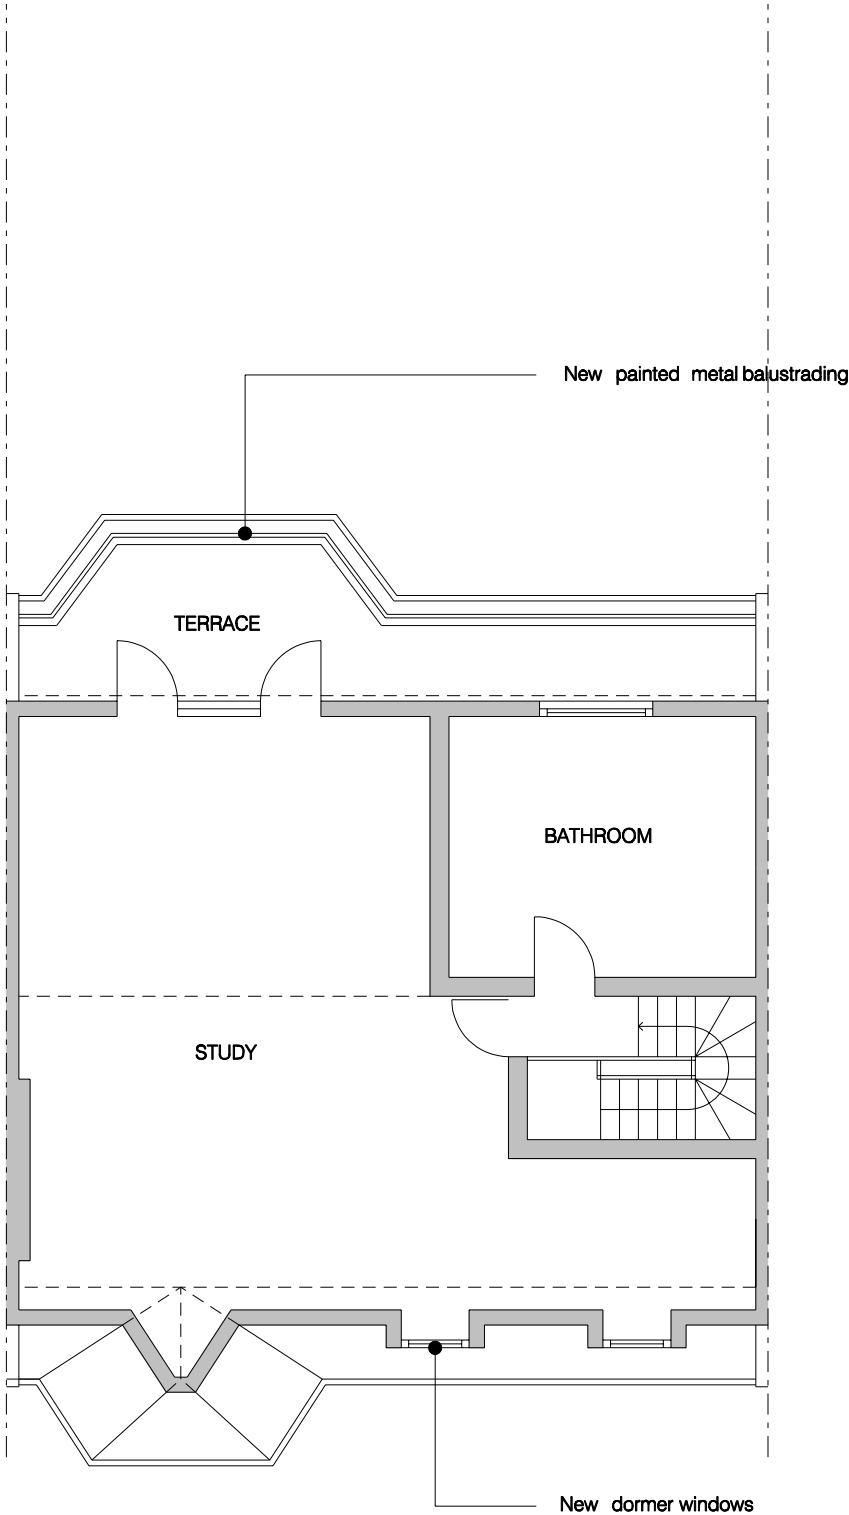 New painted metal balustrading
TERRACE
BATHROOM
STUDY
New dormer windows